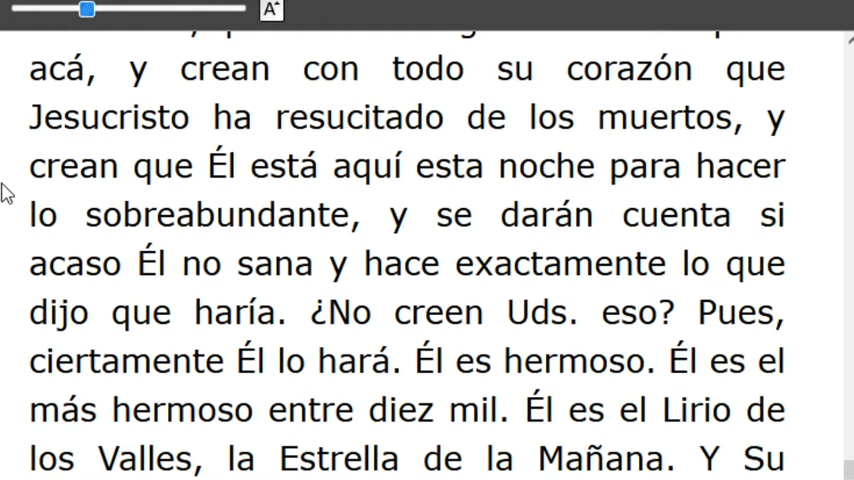 A
acá, y crean con todo su corazón que
Jesucristo ha resucitado de los muertos, y
crean que Él está aquí esta noche para hacer
lo sobreabundante, y se darán cuenta si
acaso Él no sana y hace exactamente lo que
dijo que haría. ¿No creen Uds. eso? Pues,
ciertamente Él lo hará. Él es hermoso. Él es el
más hermoso entre diez mil. Él es el Lirio de
los Valles, la Estrella de la Mañana. Y Su